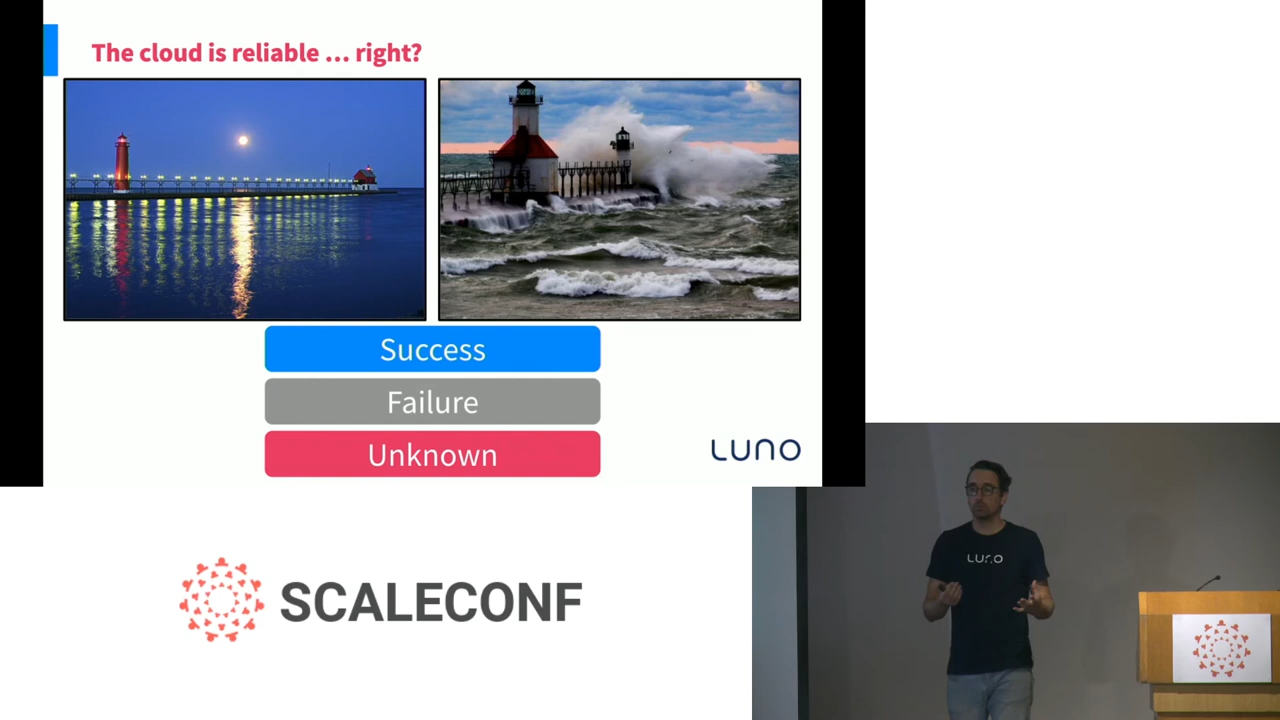 The cloud is reliable ... right?
Success
Failure
Unknown
LUNO
SCALECONF
LUNO